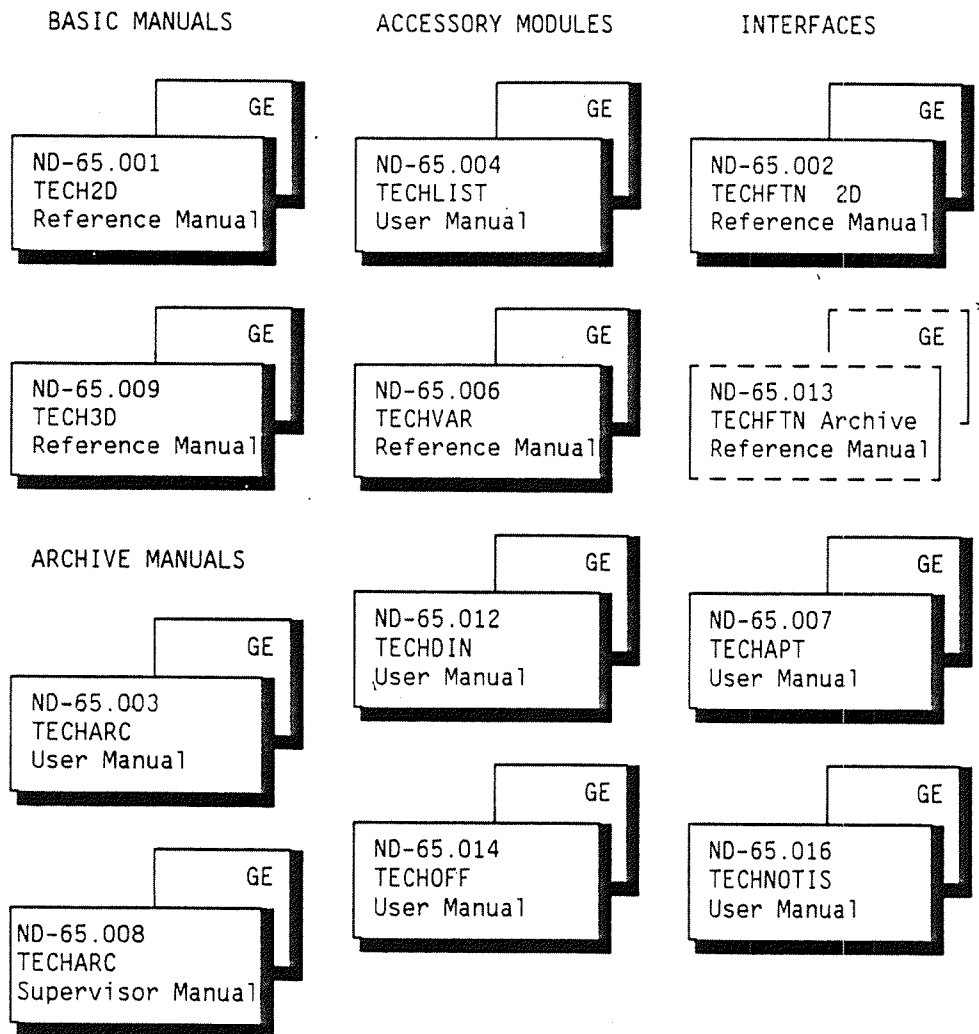 BASIC MANUALS
GE
ND-65.001
TECH2D
Reference Manual
GE
ND-65.009
TECH3D
Reference Manual
ARCHIVE MANUALS
GE
ND-65.003
TECHARC
User Manual
GE
ND-65.008
TECHARC
Supervisor Manual
ACCESSORY MODULES
GE
ND-65.004
TECHLIST
User Manual
GE
ND-65.006
TECHVAR
Reference Manual
GE
ND-65.012
TECHDIN
User Manual
GE
ND-65.014
TECHOFF
User Manual
INTERFACES
GE
ND-65.002
TECHFTN 2D
Reference Manual
GE
ND-65.013
TECHFTN Archive
Reference Manual
GE
ND-65.007
TECHAPT
User Manual
GE
ND-65.016
TECHNOTIS
User Manual